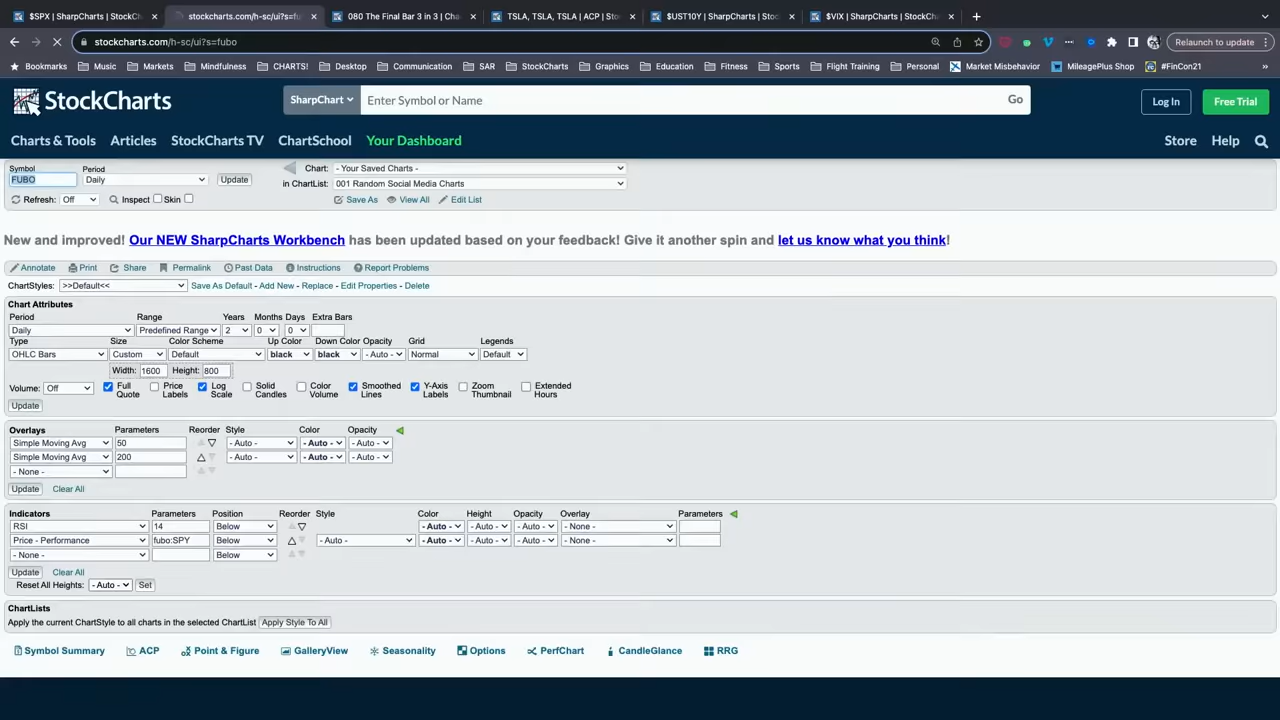 $SPX | SharpCharts | StockCh
stockcharts.com/h-sc/ui?s=fu
080 The Final Bar 3 in 3 | Cha
TSLA, TSLA, TSLA | ACP | Sto
$UST10Y | SharpCharts | Stoc
$VIX | SharpCharts | StockCha
stockcharts.com/h-sc/ui?s=fubo
Relaunch to update
Bookmarks
Music
Markets
Mindfulness
CHARTS!
Desktop
Communication
SAR
StockCharts
Graphics
Education
Fitness
Sports
Flight Training
Personal
Market Misbehavior
MileagePlus Shop
#FinCon21
StockCharts
SharpChart
Enter Symbol or Name
Go
Log In
Free Trial
Charts & Tools
Articles
StockCharts TV
ChartSchool
Your Dashboard
Store
Help
Symbol Period
FUBO Daily Update
Chart: - Your Saved Charts -
in ChartList: 001 Random Social Media Charts
Refresh: Off Inspect Skin
Save As View All Edit List
New and improved! Our NEW SharpCharts Workbench has been updated based on your feedback! Give it another spin and let us know what you think!
Annotate Print Share Permalink Past Data Instructions Report Problems
ChartStyles: >>Default<< Save As Default - Add New - Replace - Edit Properties - Delete
Chart Attributes
Period Range Years Months Days Extra Bars
Daily Predefined Range 2 0 0
Type Size Color Scheme Up Color Down Color Opacity Grid Legends
OHLC Bars Custom Default black black - Auto - Normal Default
Width: 1600 Height: 800
Volume: Off Full Quote Price Labels Log Scale Solid Candles Color Volume Smoothed Lines Y-Axis Labels Zoom Thumbnail Extended Hours
Update
Overlays Parameters Reorder Style Color Opacity
Simple Moving Avg 50 - Auto - - Auto - - Auto -
Simple Moving Avg 200 - Auto - - Auto - - Auto -
- None -
Update Clear All
Indicators Parameters Position Reorder Style Color Height Opacity Overlay Parameters
RSI 14 Below - Auto - - Auto - - Auto - - None -
Price - Performance fubo:SPY Below - Auto - - Auto - - Auto - - Auto - - None -
- None - Below
Update Clear All
Reset All Heights: - Auto - Set
ChartLists
Apply the current ChartStyle to all charts in the selected ChartList Apply Style To All
Symbol Summary ACP Point & Figure GalleryView Seasonality Options PerfChart CandleGlance RRG